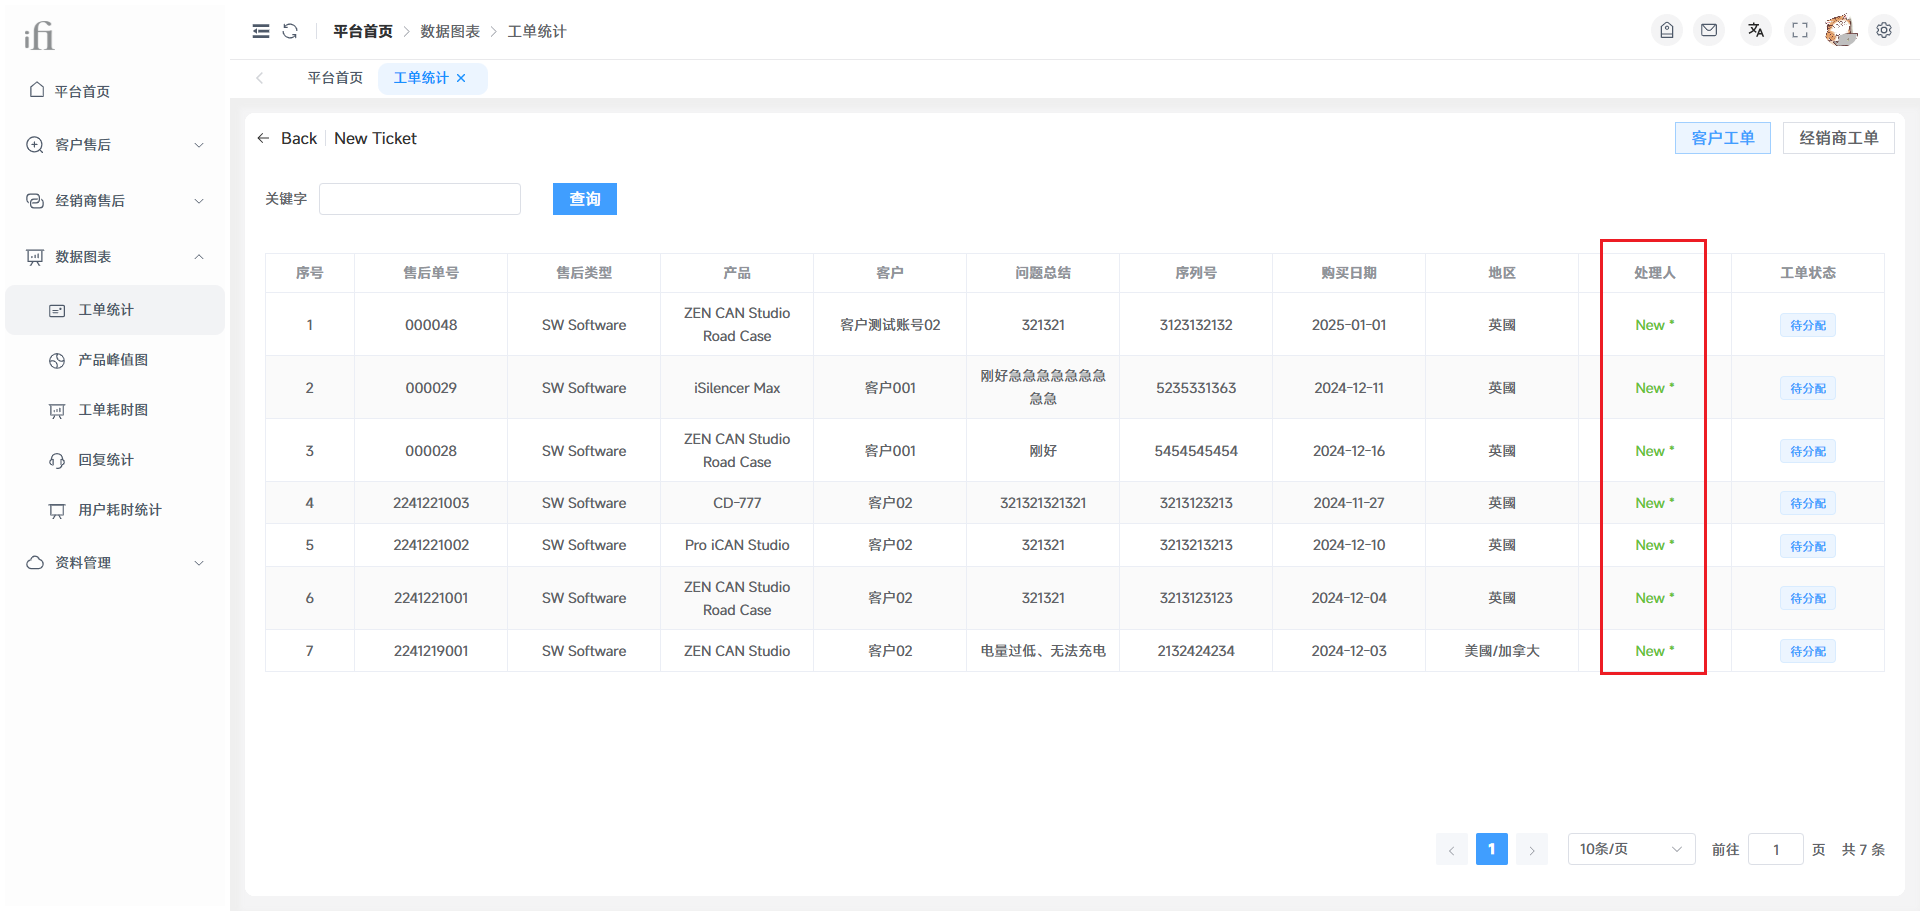 ifi
平台首页
客户售后
经销商售后
数据图表
工单统计
产品峰值图
工单耗时图
回复统计
用户耗时统计
资料管理
平台首页 > 数据图表 > 工单统计
平台首页 工单统计 ×
Back New Ticket 客户工单 经销商工单
关键字 查询
序号 售后单号 售后类型 产品 客户 问题总结 序列号 购买日期 地区 处理人 工单状态
1 000048 SW Software ZEN CAN Studio Road Case 客户测试账号02 321321 3123132132 2025-01-01 英國 New * 待分配
2 000029 SW Software iSilencer Max 客户001 刚好急急急急急急急急急 5235331363 2024-12-11 英國 New * 待分配
3 000028 SW Software ZEN CAN Studio Road Case 客户001 刚好 5454545454 2024-12-16 英國 New * 待分配
4 2241221003 SW Software CD-777 客户02 321321321321 3213123213 2024-11-27 英國 New * 待分配
5 2241221002 SW Software Pro iCAN Studio 客户02 321321 3213213213 2024-12-10 英國 New * 待分配
6 2241221001 SW Software ZEN CAN Studio Road Case 客户02 321321 3213123123 2024-12-04 英國 New * 待分配
7 2241219001 SW Software ZEN CAN Studio 客户02 电量过低、无法充电 2132424234 2024-12-03 美國/加拿大 New * 待分配
1 10条/页 前往 1 页 共 7 条